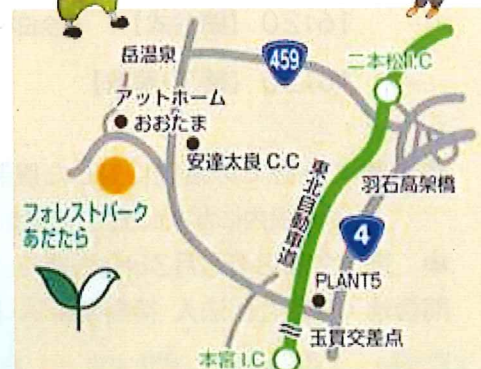 岳温泉
459
二本松I.C
アットホーム
おおたま
安達太良 C.C
羽石高架橋
フォレストパーク
あだたら
東北自動車道
4
PLANT5
玉貫交差点
本宮I.C